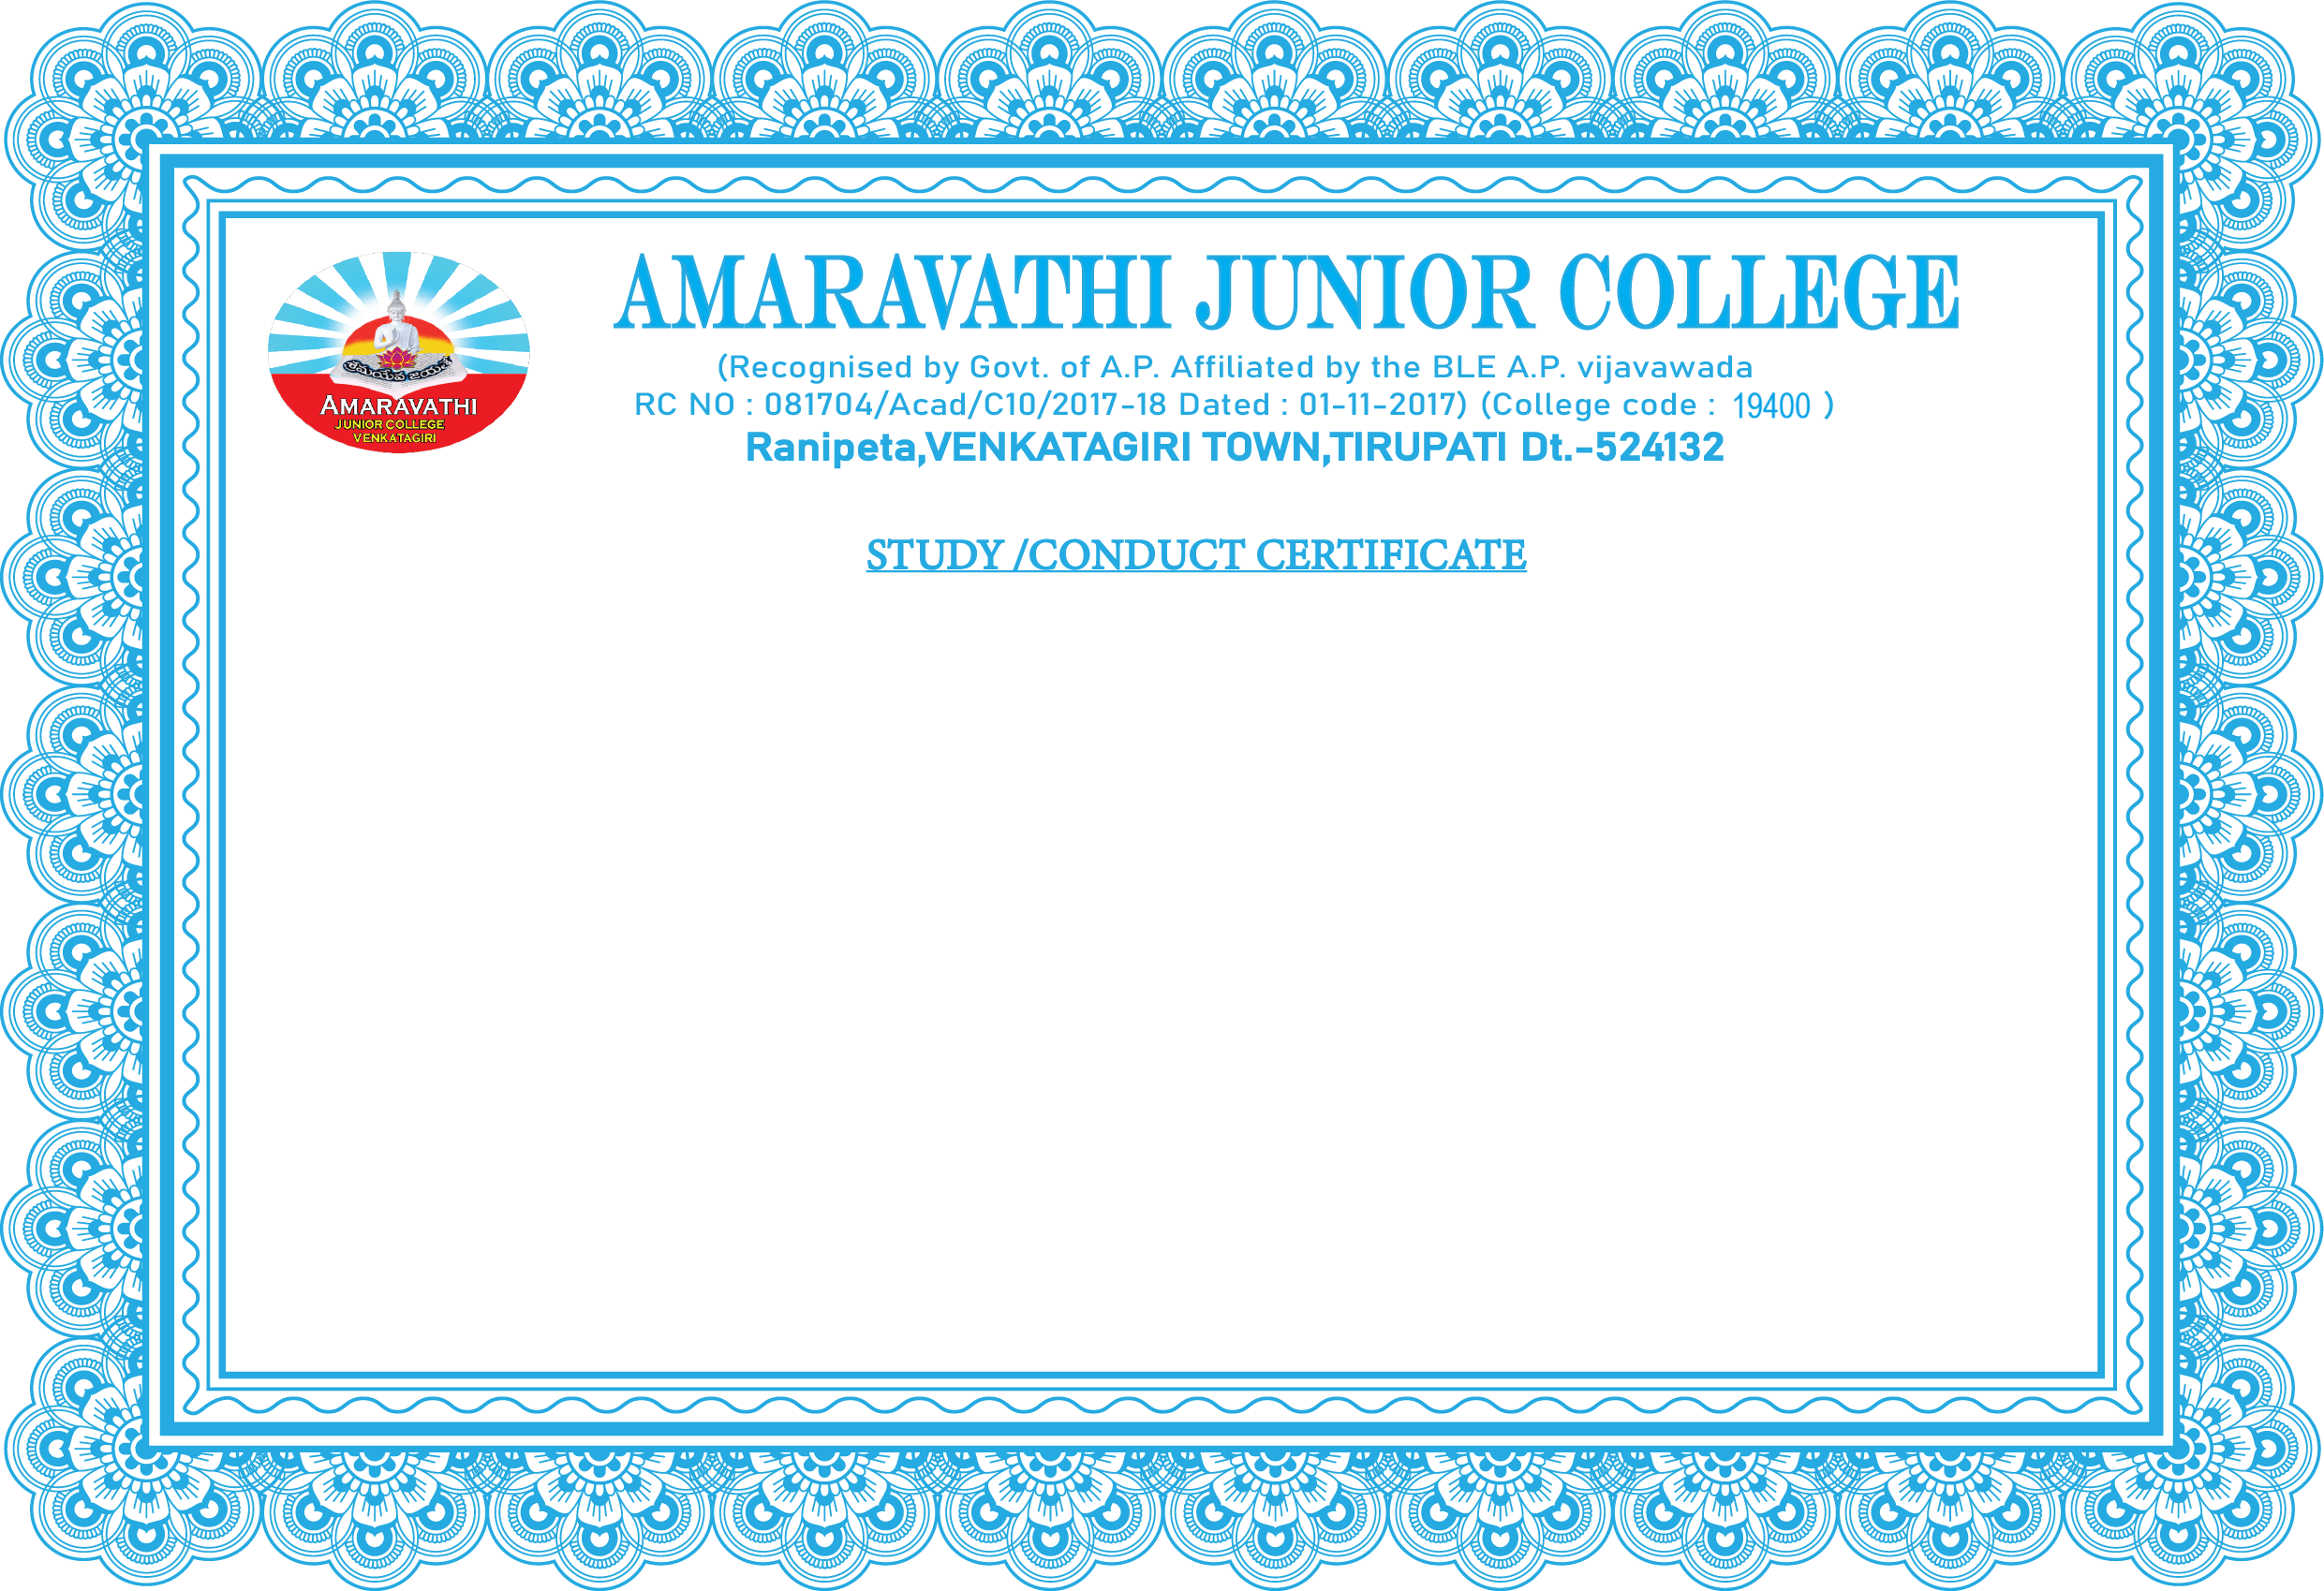 AMARAVATHI JUNIOR COLLEGE
(Recognised by Govt. of A.P. Affiliated by the BLE A.P. vijavawada
RC NO : 081704/Acad/C10/2017-18 Dated : 01-11-2017) (College code : 19400 )
Ranipeta,VENKATAGIRI TOWN,TIRUPATI Dt.-524132
AMARAVATHI
JUNIOR COLLEGE
VENKATAGIRI
STUDY /CONDUCT CERTIFICATE